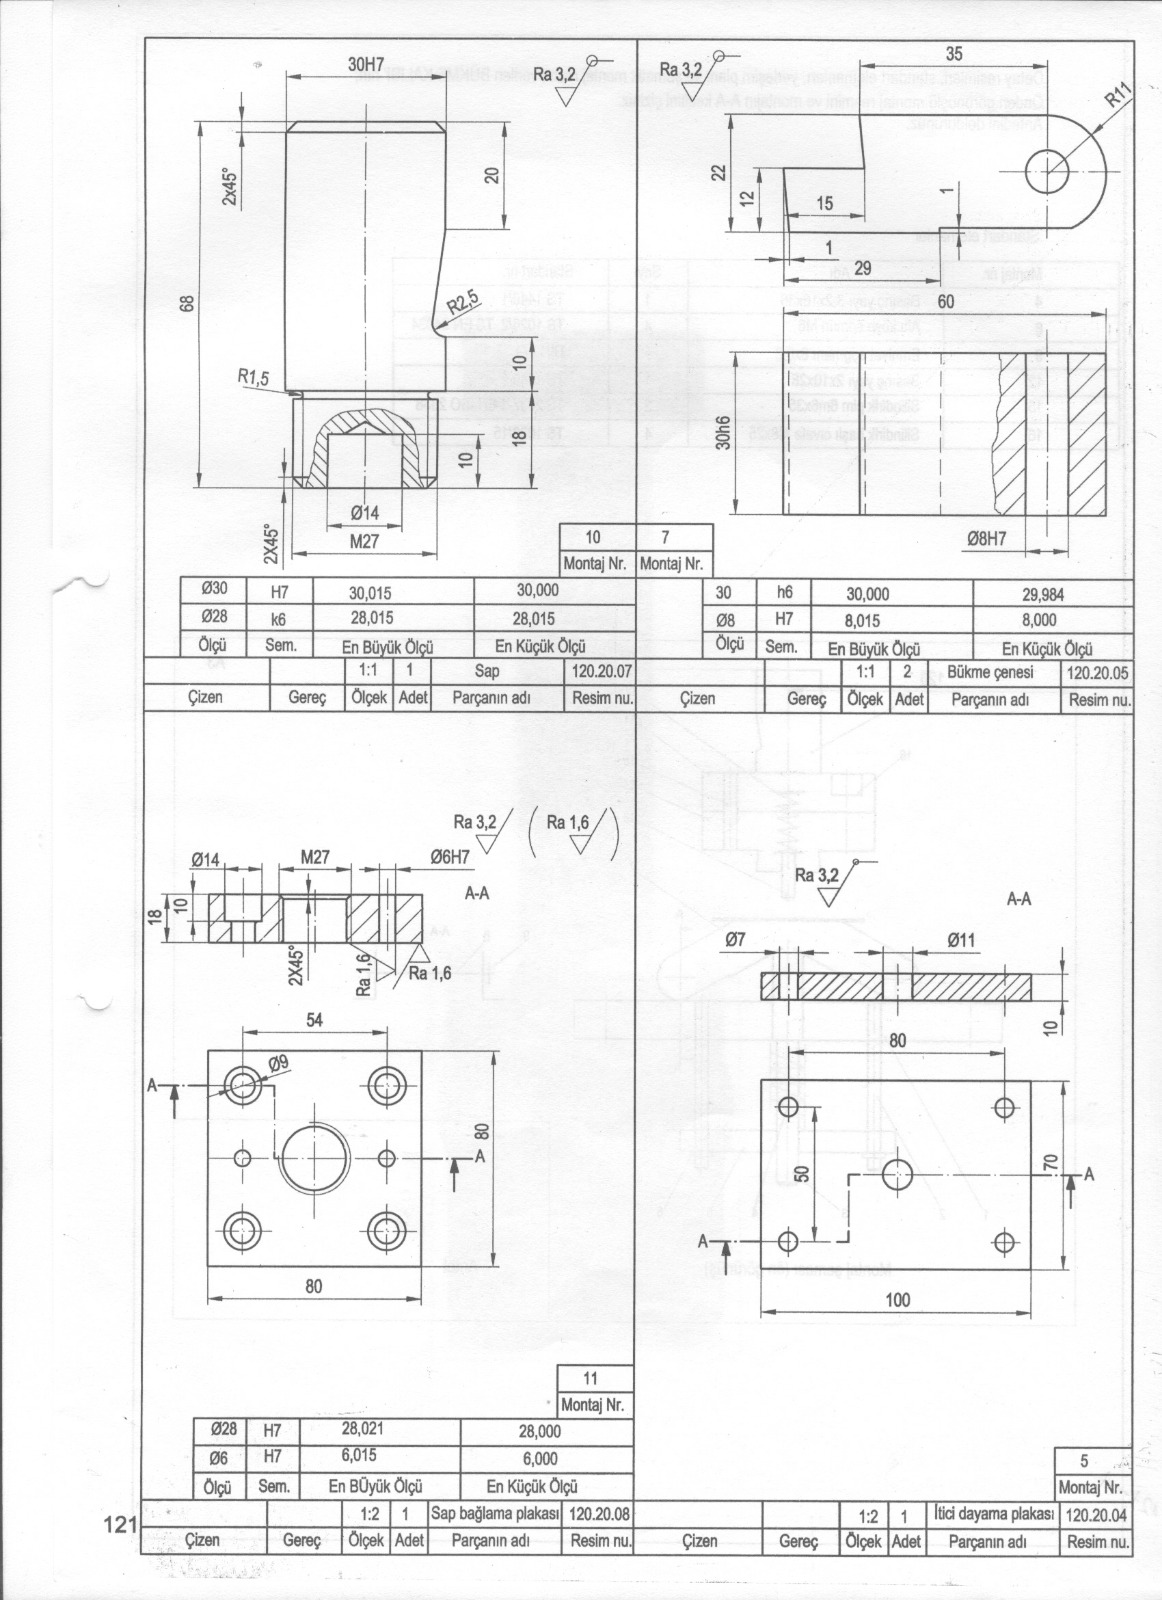 30H7
Ra 3,2
2x45°
20
68
R2,5
R1,5
10
18
10
Ø14
M27
2X45°
10
Montaj Nr.
Ø30 H7 30,015 30,000
Ø28 k6 28,015 28,015
Ölçü Sem. En Büyük Ölçü En Küçük Ölçü
1:1 1 Sap 120.20.07
Çizen Gereç Ölçek Adet Parçanın adı Resim nu.
Ra 3,2
35
R11
22
12
15
1
1
29
60
30h6
Ø8H7
7
Montaj Nr.
30 h6 30,000 29,984
Ø8 H7 8,015 8,000
Ölçü Sem. En Büyük Ölçü En Küçük Ölçü
1:1 2 Bükme çenesi 120.20.05
Çizen Gereç Ölçek Adet Parçanın adı Resim nu.
Ra 3,2 ( Ra 1,6 )
Ø14 M27 Ø6H7
A-A
18
10
2X45°
Ra 1,6
Ra 1,6
54
Ø9
A
80
A
80
11
Montaj Nr.
Ø28 H7 28,021 28,000
Ø6 H7 6,015 6,000
Ölçü Sem. En BÜyük Ölçü En Küçük Ölçü
1:2 1 Sap bağlama plakası 120.20.08
Çizen Gereç Ölçek Adet Parçanın adı Resim nu.
Ra 3,2
A-A
Ø7 Ø11
10
80
50
70
A
A
100
5
Montaj Nr.
1:2 1 İtici dayama plakası 120.20.04
Çizen Gereç Ölçek Adet Parçanın adı Resim nu.
121